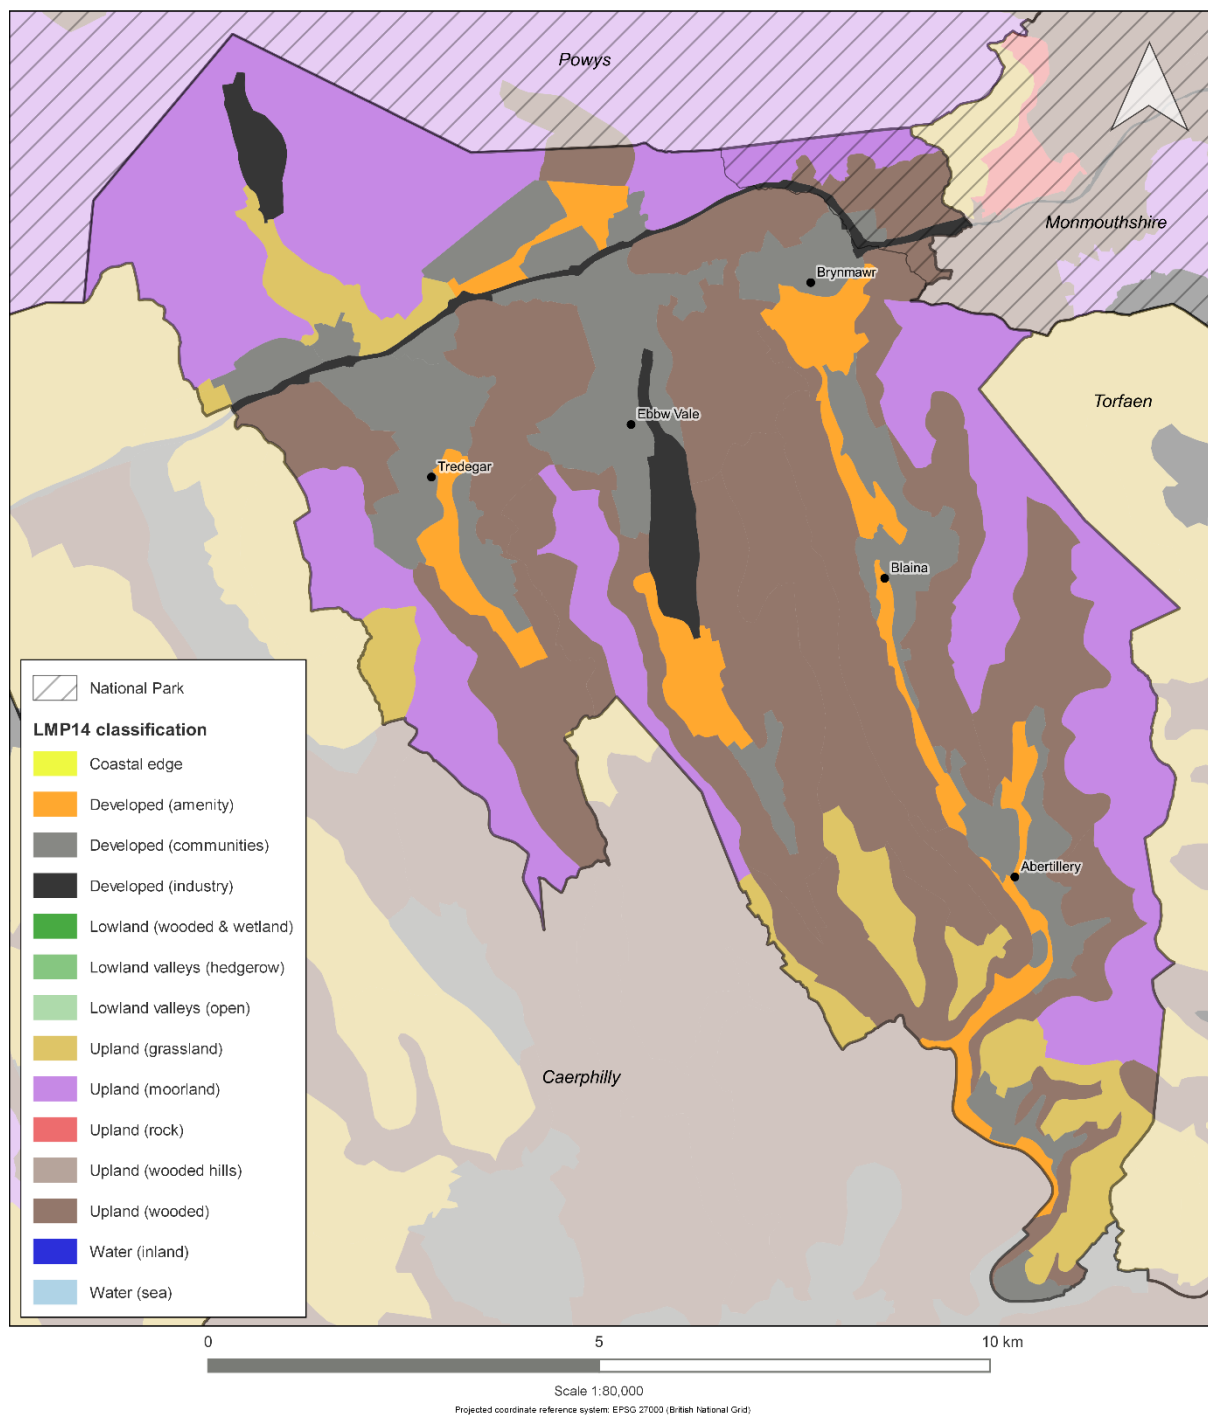 Powys
Monmouthshire
Brynmawr
Torfaen
Ebbw Vale
Tredegar
Blaina
Abertillery
Caerphilly
National Park
LMP14 classification
Coastal edge
Developed (amenity)
Developed (communities)
Developed (industry)
Lowland (wooded & wetland)
Lowland valleys (hedgerow)
Lowland valleys (open)
Upland (grassland)
Upland (moorland)
Upland (rock)
Upland (wooded hills)
Upland (wooded)
Water (inland)
Water (sea)
0 5 10 km
Scale 1:80,000
Projected coordinate reference system: EPSG 27000 (British National Grid)